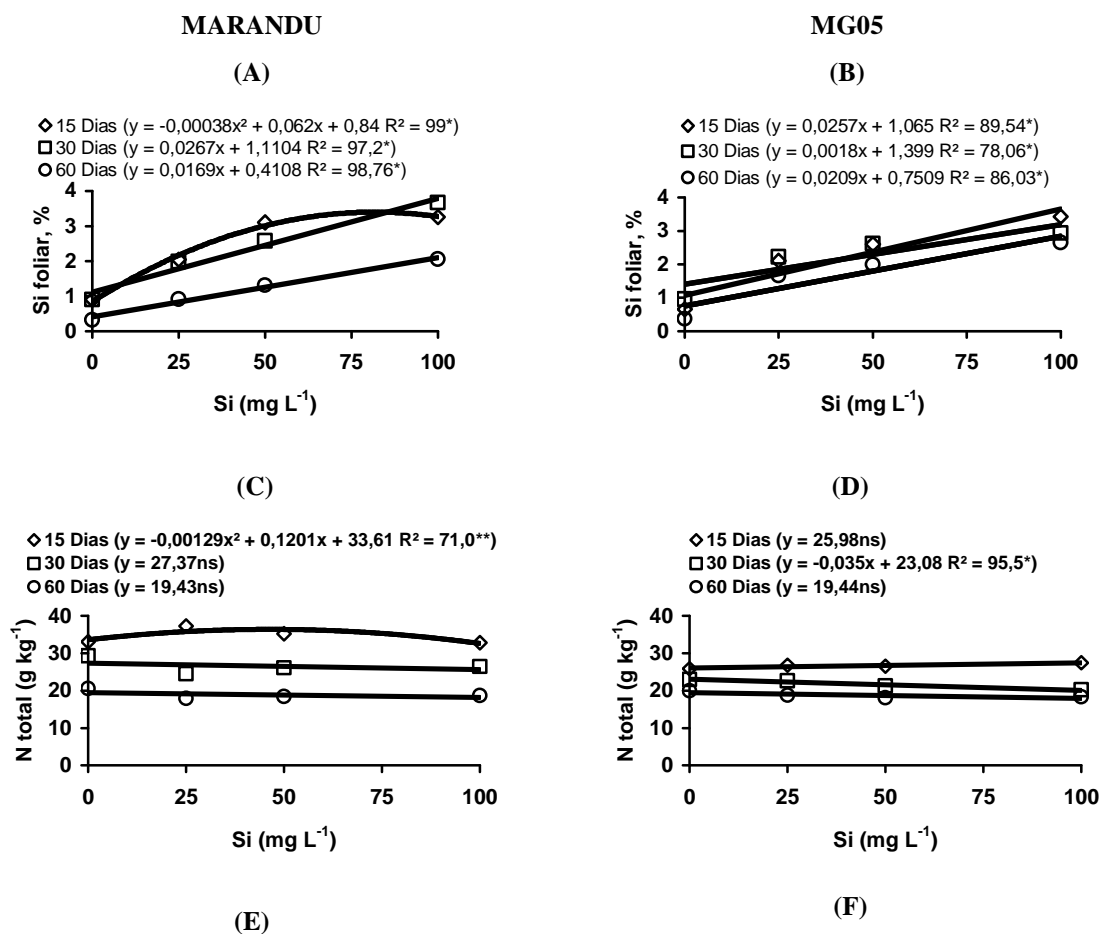 MARANDU
MG05
(A)
(B)
15 Dias (y = -0,00038x² + 0,062x + 0,84 R² = 99*)
30 Dias (y = 0,0267x + 1,1104 R² = 97,2*)
60 Dias (y = 0,0169x + 0,4108 R² = 98,76*)
4
3
2
1
0
Si foliar, %
0 25 50 75 100
Si (mg L⁻¹)
15 Dias (y = 0,0257x + 1,065 R² = 89,54*)
30 Dias (y = 0,0018x + 1,399 R² = 78,06*)
60 Dias (y = 0,0209x + 0,7509 R² = 86,03*)
4
3
2
1
0
Si foliar, %
0 25 50 75 100
Si (mg L⁻¹)
(C)
(D)
15 Dias (y = -0,00129x² + 0,1201x + 33,61 R² = 71,0**)
30 Dias (y = 27,37ns)
60 Dias (y = 19,43ns)
40
30
20
10
0
N total (g kg⁻¹)
0 25 50 75 100
Si (mg L⁻¹)
15 Dias (y = 25,98ns)
30 Dias (y = -0,035x + 23,08 R² = 95,5*)
60 Dias (y = 19,44ns)
40
30
20
10
0
N total (g kg⁻¹)
0 25 50 75 100
Si (mg L⁻¹)
(E)
(F)